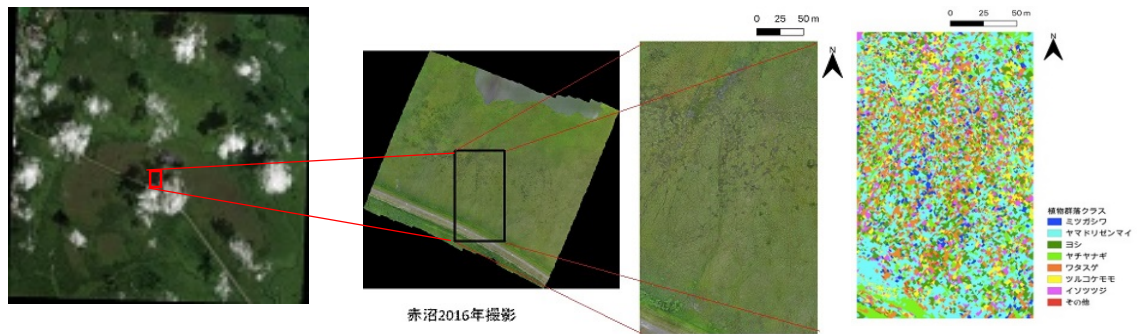 0 25 50 m
N
赤沼2016年撮影
0 25 50 m
N
植物群落クラス
ミツガシワ
ヤマドリゼンマイ
ヨシ
ヤチヤナギ
ワタスゲ
ツルコケモモ
イソツツジ
その他